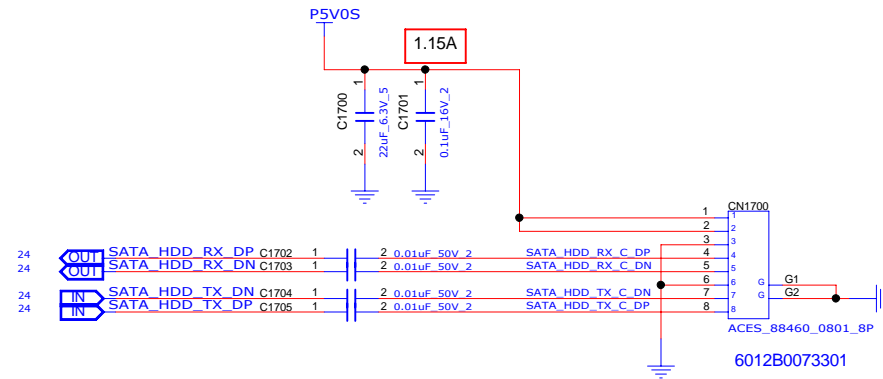 P5V0S
1.15A
1
1
C1700
22uF_6.3V_5
C1701
0.1uF_16V_2
2
2
CN1700
1 1
2 2
3 3
24 OUT SATA_HDD_RX_DP C1702 1 2 0.01uF_50V_2 SATA_HDD_RX_C_DP 4 4
24 OUT SATA_HDD_RX_DN C1703 1 2 0.01uF_50V_2 SATA_HDD_RX_C_DN 5 5
6 6 G G1
24 IN SATA_HDD_TX_DN C1704 1 2 0.01uF_50V_2 SATA_HDD_TX_C_DN 7 7 G G2
24 IN SATA_HDD_TX_DP C1705 1 2 0.01uF_50V_2 SATA_HDD_TX_C_DP 8 8
ACES_88460_0801_8P
6012B0073301